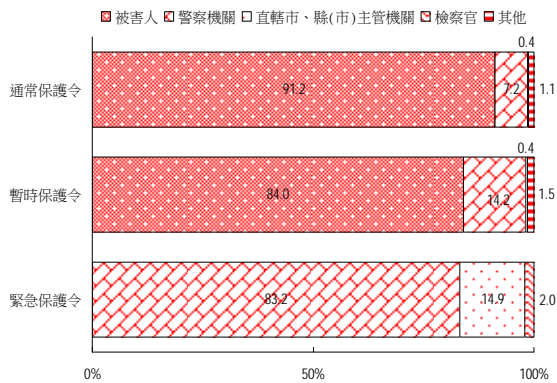 被害人 警察機關 直轄市、縣(市)主管機關 檢察官 其他
0.4
通常保護令 91.2 7.2 1.1
0.4
暫時保護令 84.0 14.2 1.5
緊急保護令 83.2 14.9 2.0
0% 50% 100%